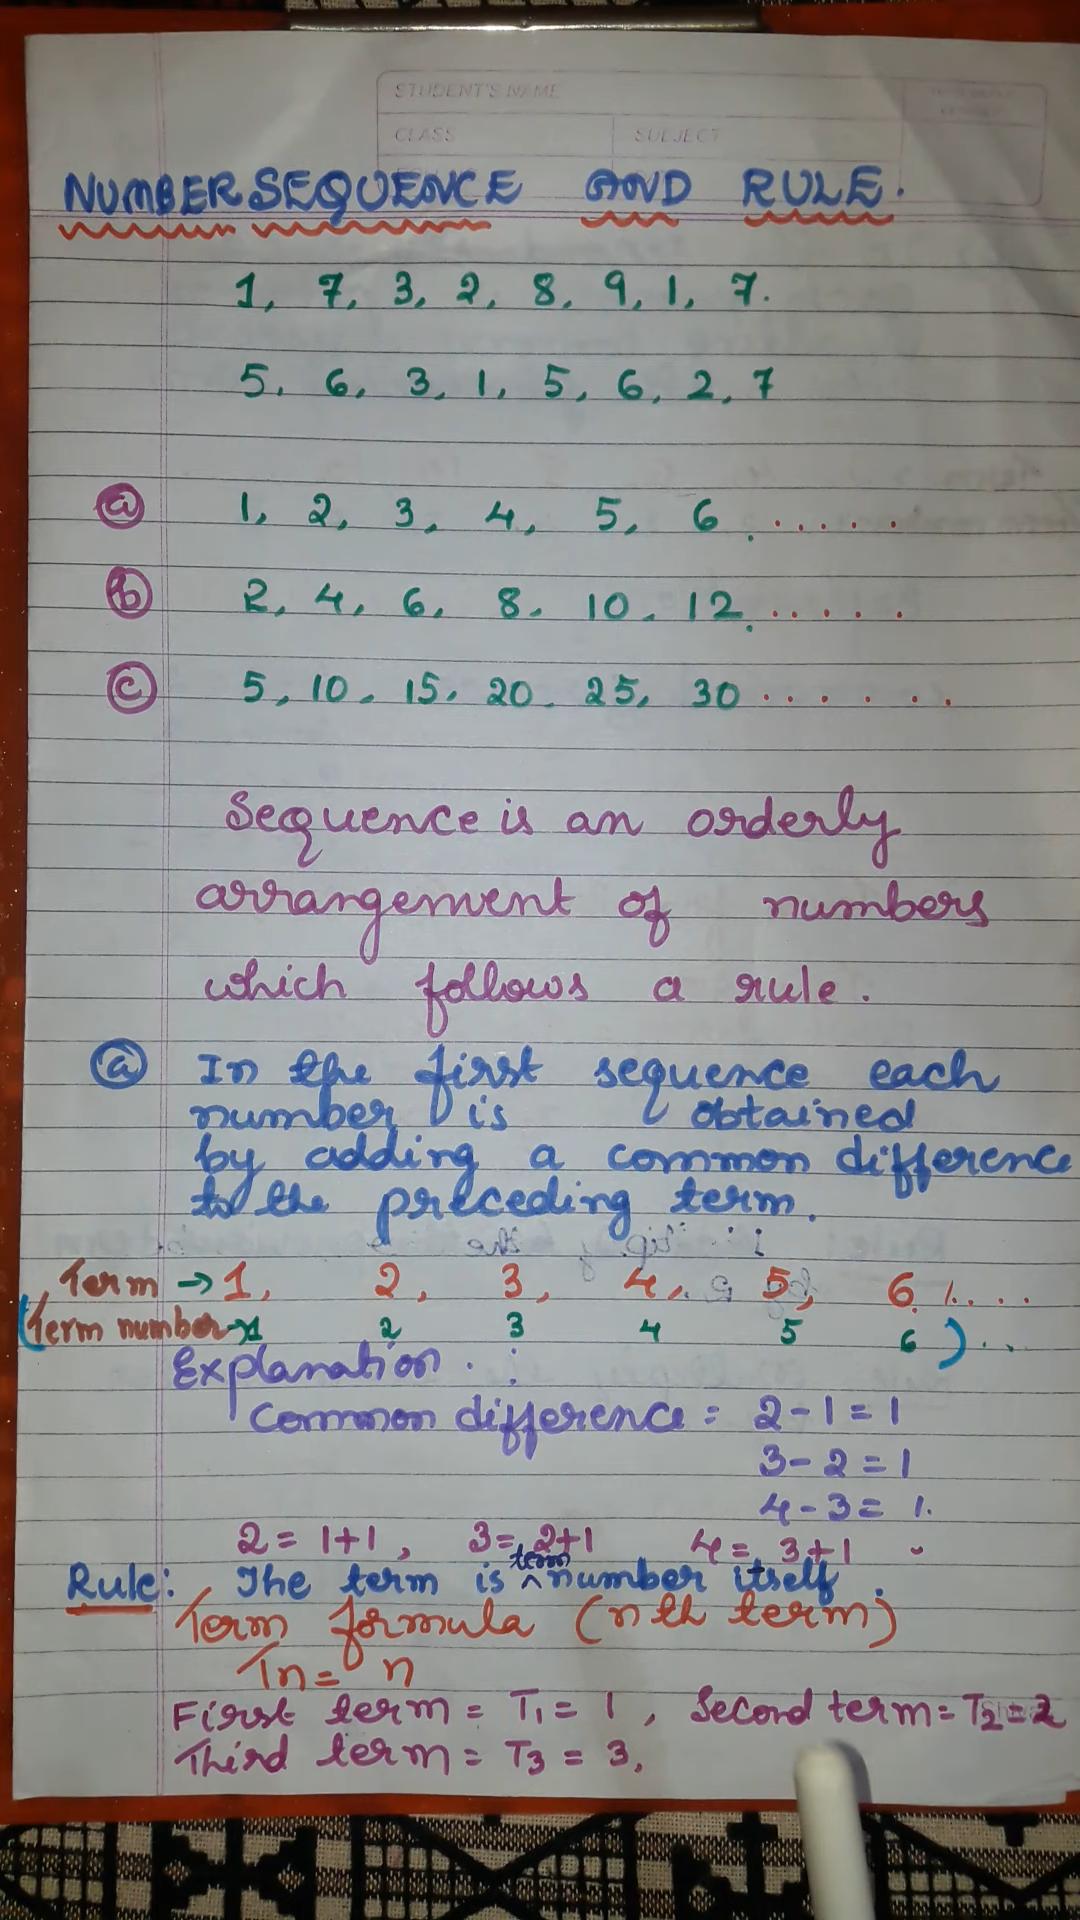 STUDENT'S NAME
CLASS SUBJECT
NUMBER SEQUENCE AND RULE.
1, 7, 3, 2, 8, 9, 1, 7.
5, 6, 3, 1, 5, 6, 2, 7
(a) 1, 2, 3, 4, 5, 6, .....
(b) 2, 4, 6, 8, 10, 12, .....
(c) 5, 10, 15, 20, 25, 30 ......
Sequence is an orderly
arrangement of numbers
which follows a rule.
(a) In the first sequence each
number is obtained
by adding a common difference
to the preceding term.
Term → 1, 2, 3, 4, 5, 6, ....
(Term number → 1 2 3 4 5 6 ) ...
Explanation :
Common difference = 2 - 1 = 1
3 - 2 = 1
4 - 3 = 1.
2 = 1+1, 3 = 2+1 4 = 3+1
Rule: The term is term number itself.
Term formula (nth term)
Tn = n
First term = T1 = 1, Second term = T2 = 2
Third term = T3 = 3,